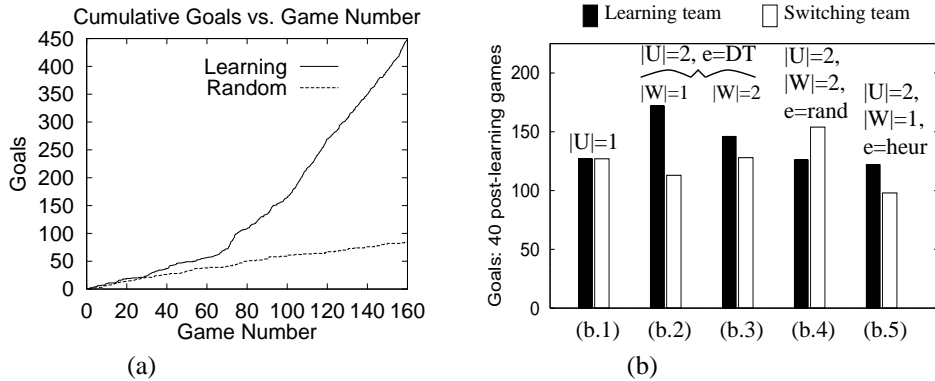 Cumulative Goals vs. Game Number
450
400
350
300
250
200
150
100
50
0
Goals
Learning
Random
0 20 40 60 80 100 120 140 160
Game Number
(a)
Learning team
Switching team
Goals: 40 post-learning games
200
150
100
50
0
|U|=1
|U|=2, e=DT
|W|=1
|W|=2
|U|=2,
|W|=2,
e=rand
|U|=2,
|W|=1,
e=heur
(b.1) (b.2) (b.3) (b.4) (b.5)
(b)